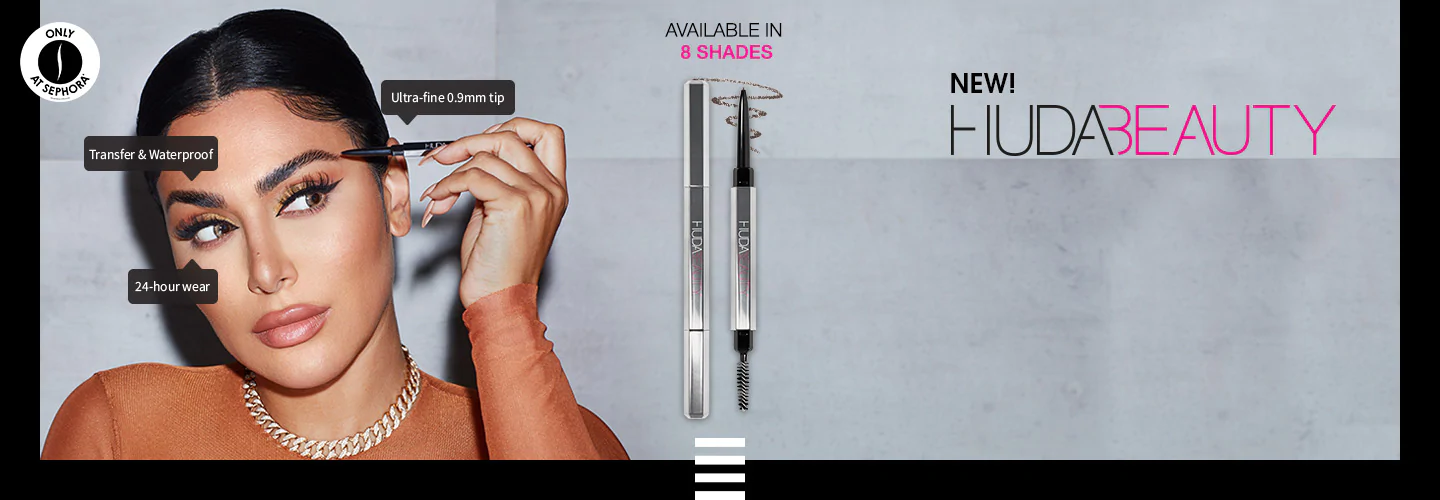 ONLY
AT SEPHORA
Transfer & Waterproof
24-hour wear
Ultra-fine 0.9mm tip
HUDA
AVAILABLE IN
8 SHADES
HUDA
HUDA
NEW!
HUDABEAUTY